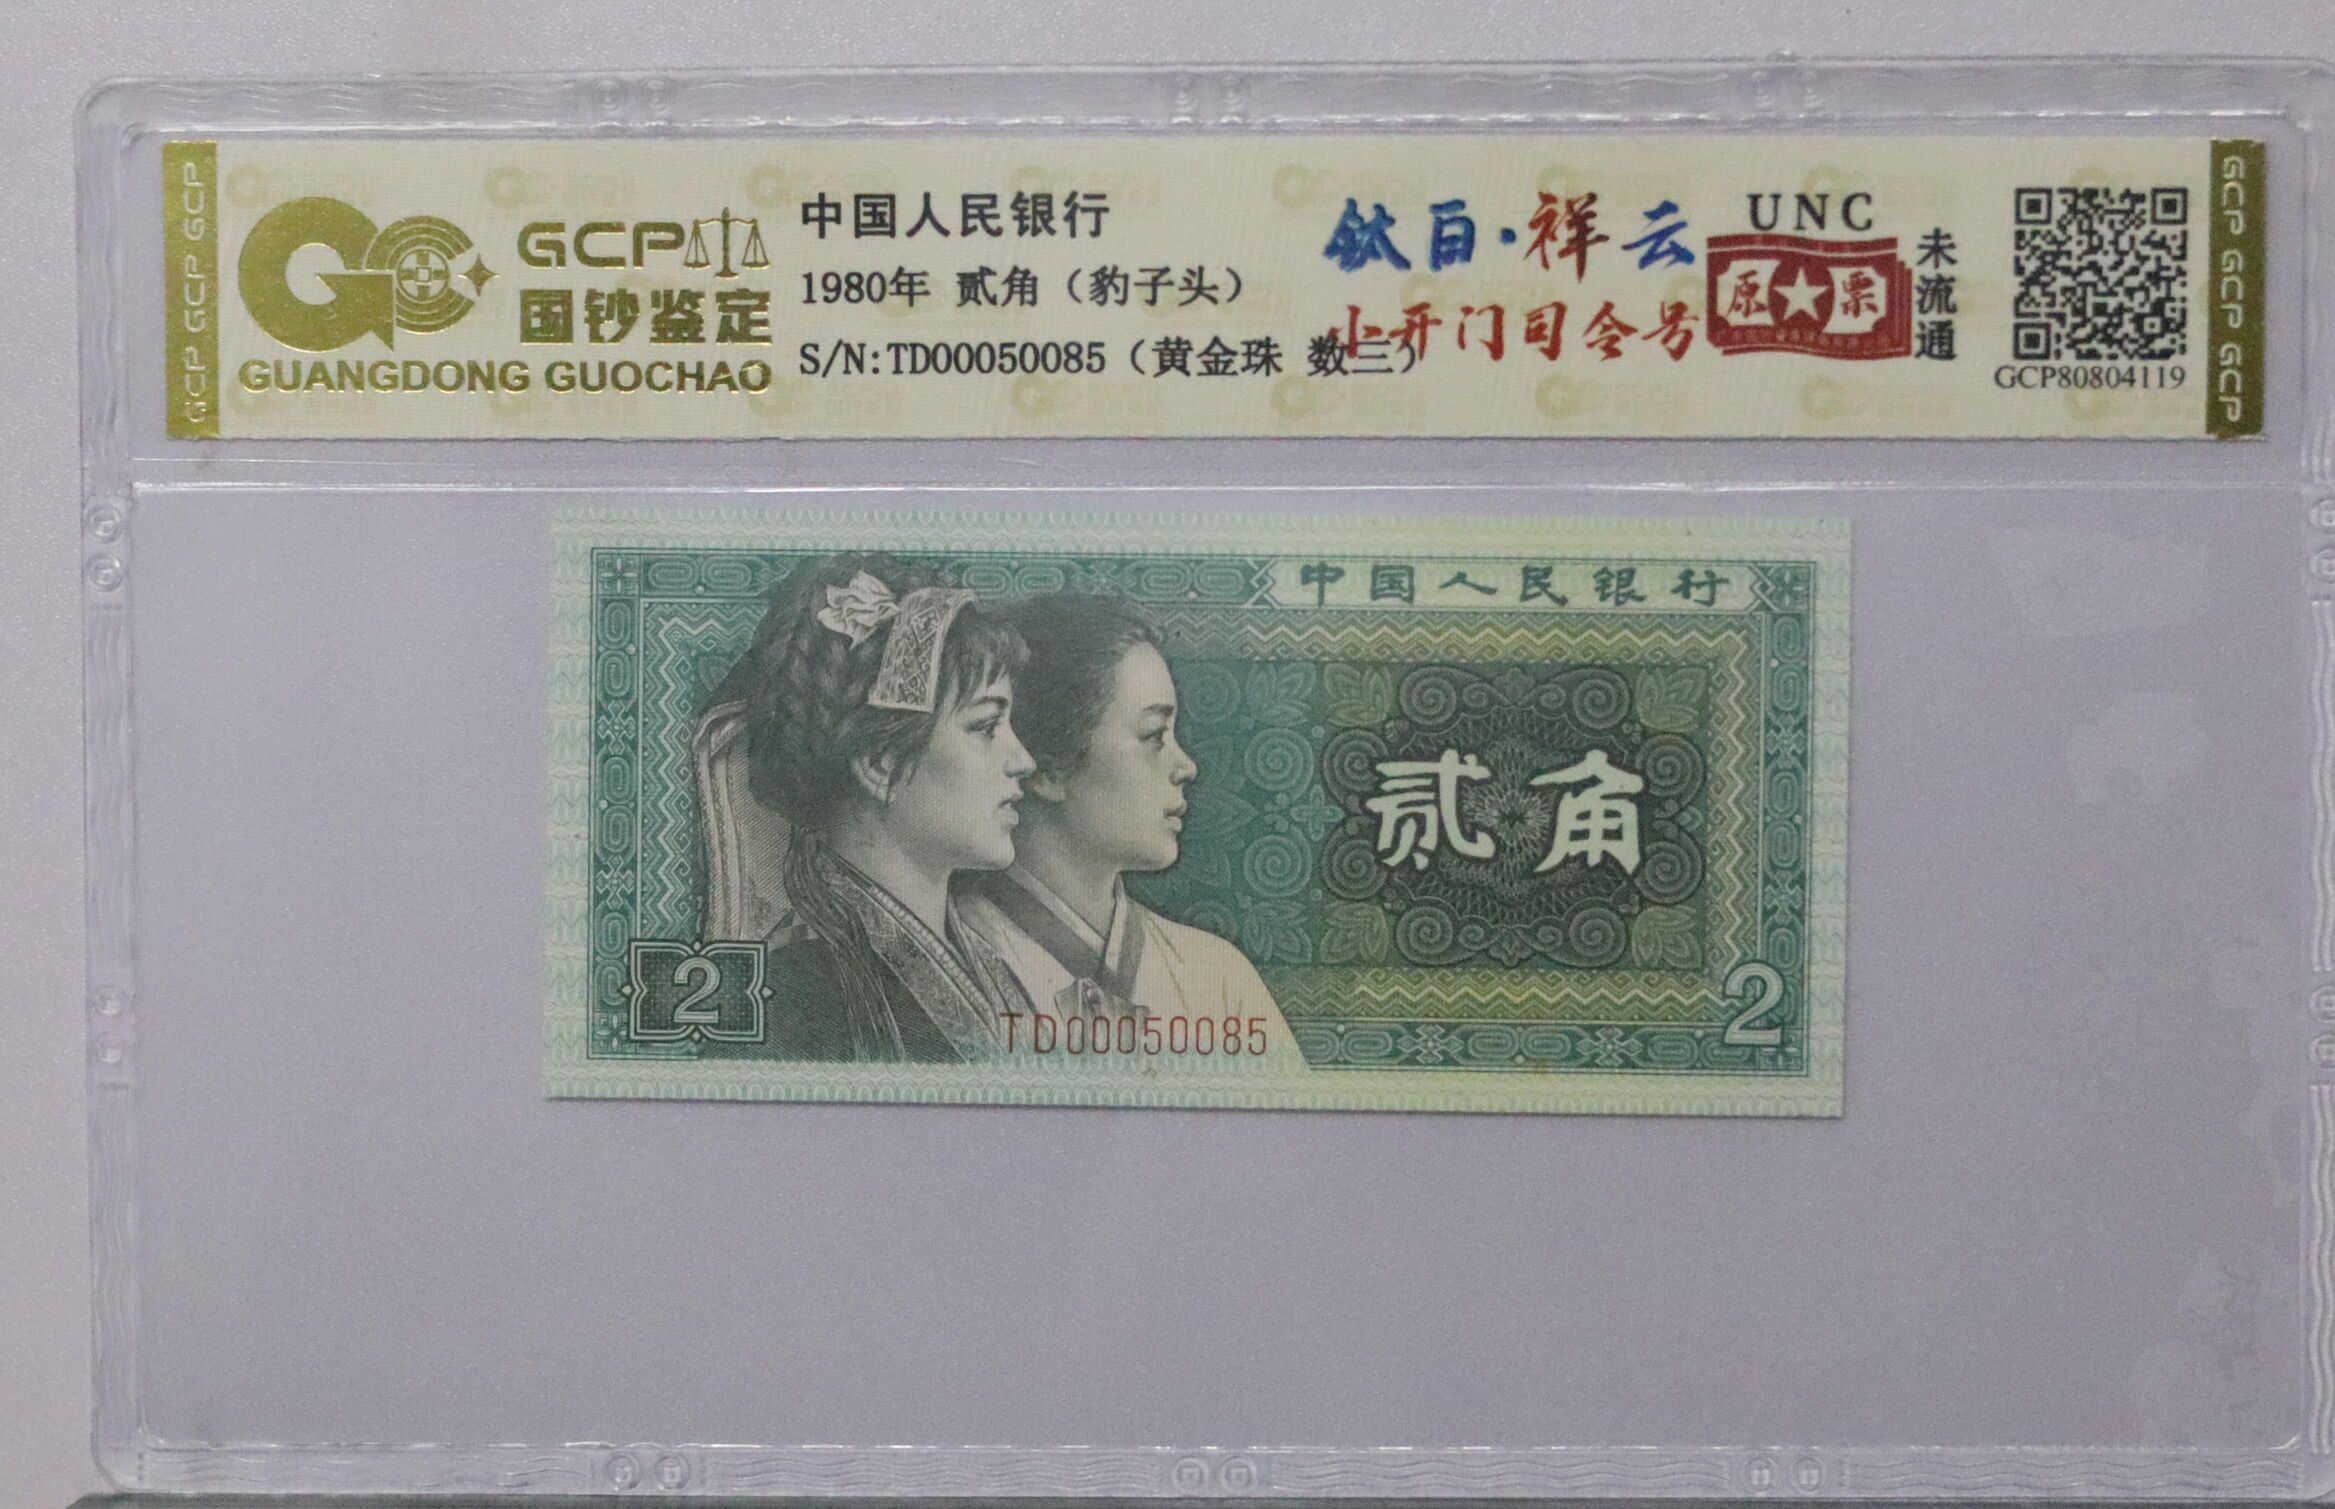 GCP GCP GCP
GCP
国钞鉴定
GUANGDONG GUOCHAO
中国人民银行
1980年 贰角（豹子头）
S/N:TD00050085（黄金珠 数三）
钛白·祥云
小开门司令号
UNC
原★票
未流通
GCP80804119
GCP GCP GCP
中国人民银行
贰角
2
TD00050085
2